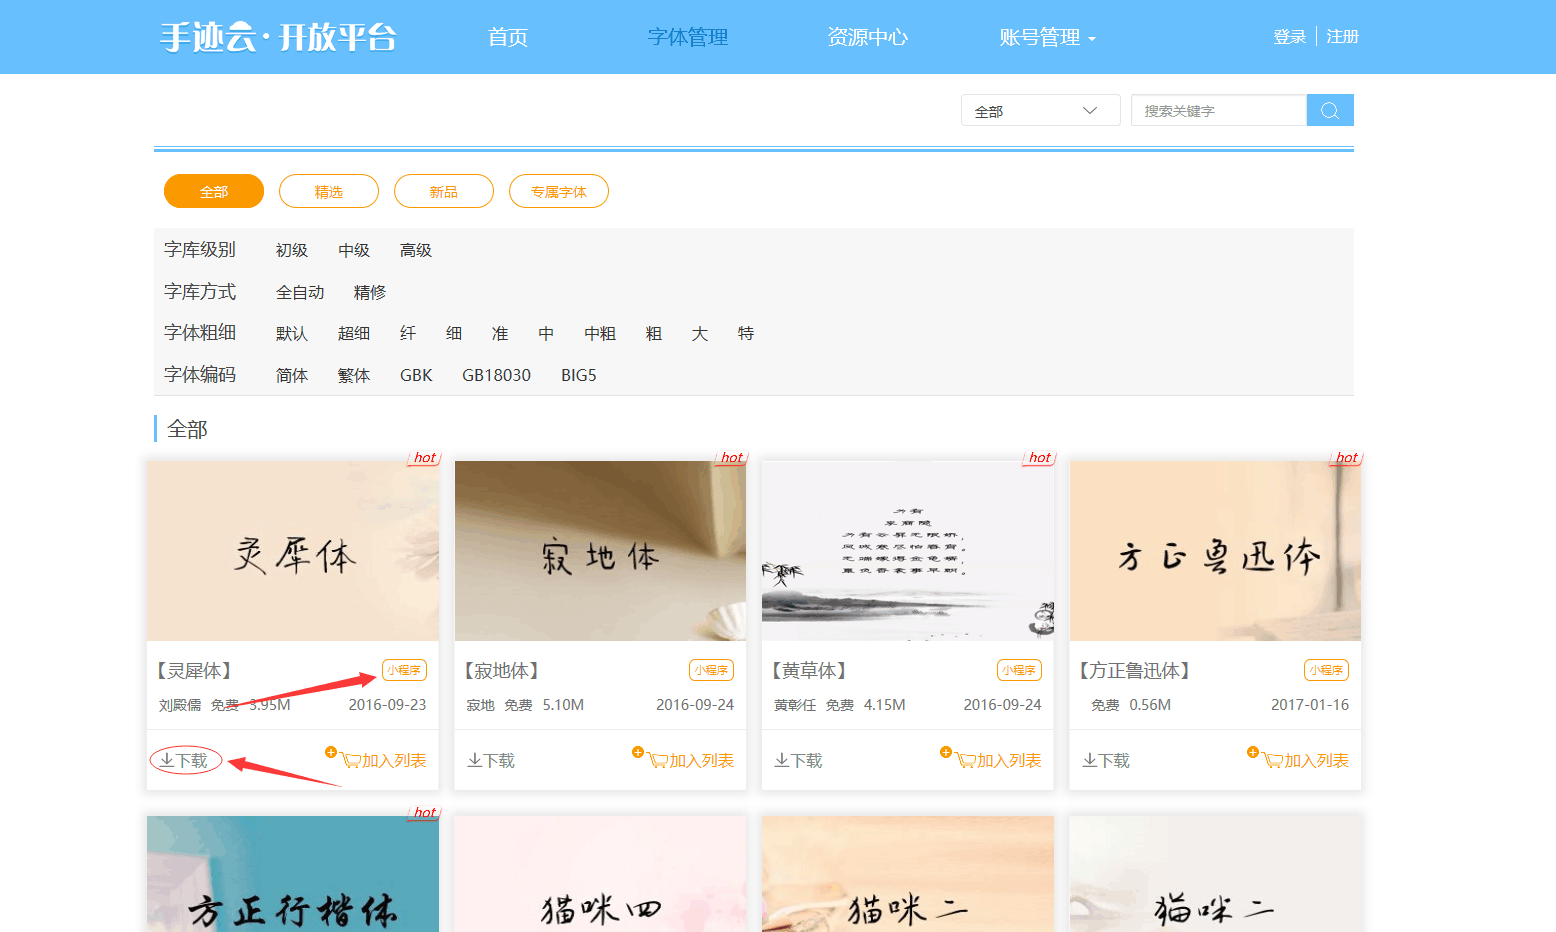 手迹云·开放平台 首页 字体管理 资源中心 账号管理 登录 注册
全部 搜索关键字
全部 精选 新品 专属字体
字库级别 初级 中级 高级
字库方式 全自动 精修
字体粗细 默认 超细 纤 细 准 中 中粗 粗 大 特
字体编码 简体 繁体 GBK GB18030 BIG5
全部
hot hot hot hot
灵犀体 寂地体 方正鲁迅体
【灵犀体】 小程序 【寂地体】 小程序 【黄草体】 小程序 【方正鲁迅体】 小程序
刘殿儒 免费 3.95M 2016-09-23 寂地 免费 5.10M 2016-09-24 黄彰任 免费 4.15M 2016-09-24 免费 0.56M 2017-01-16
下载 加入列表 下载 加入列表 下载 加入列表 下载 加入列表
hot
方正行楷体 猫咪四 猫咪二 猫咪二